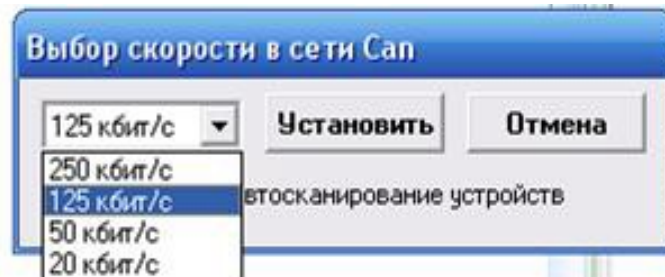 Выбор скорости в сети Can
125 кбит/с
Установить
Отмена
250 кбит/с
125 кбит/с
втосканирование устройств
50 кбит/с
20 кбит/с